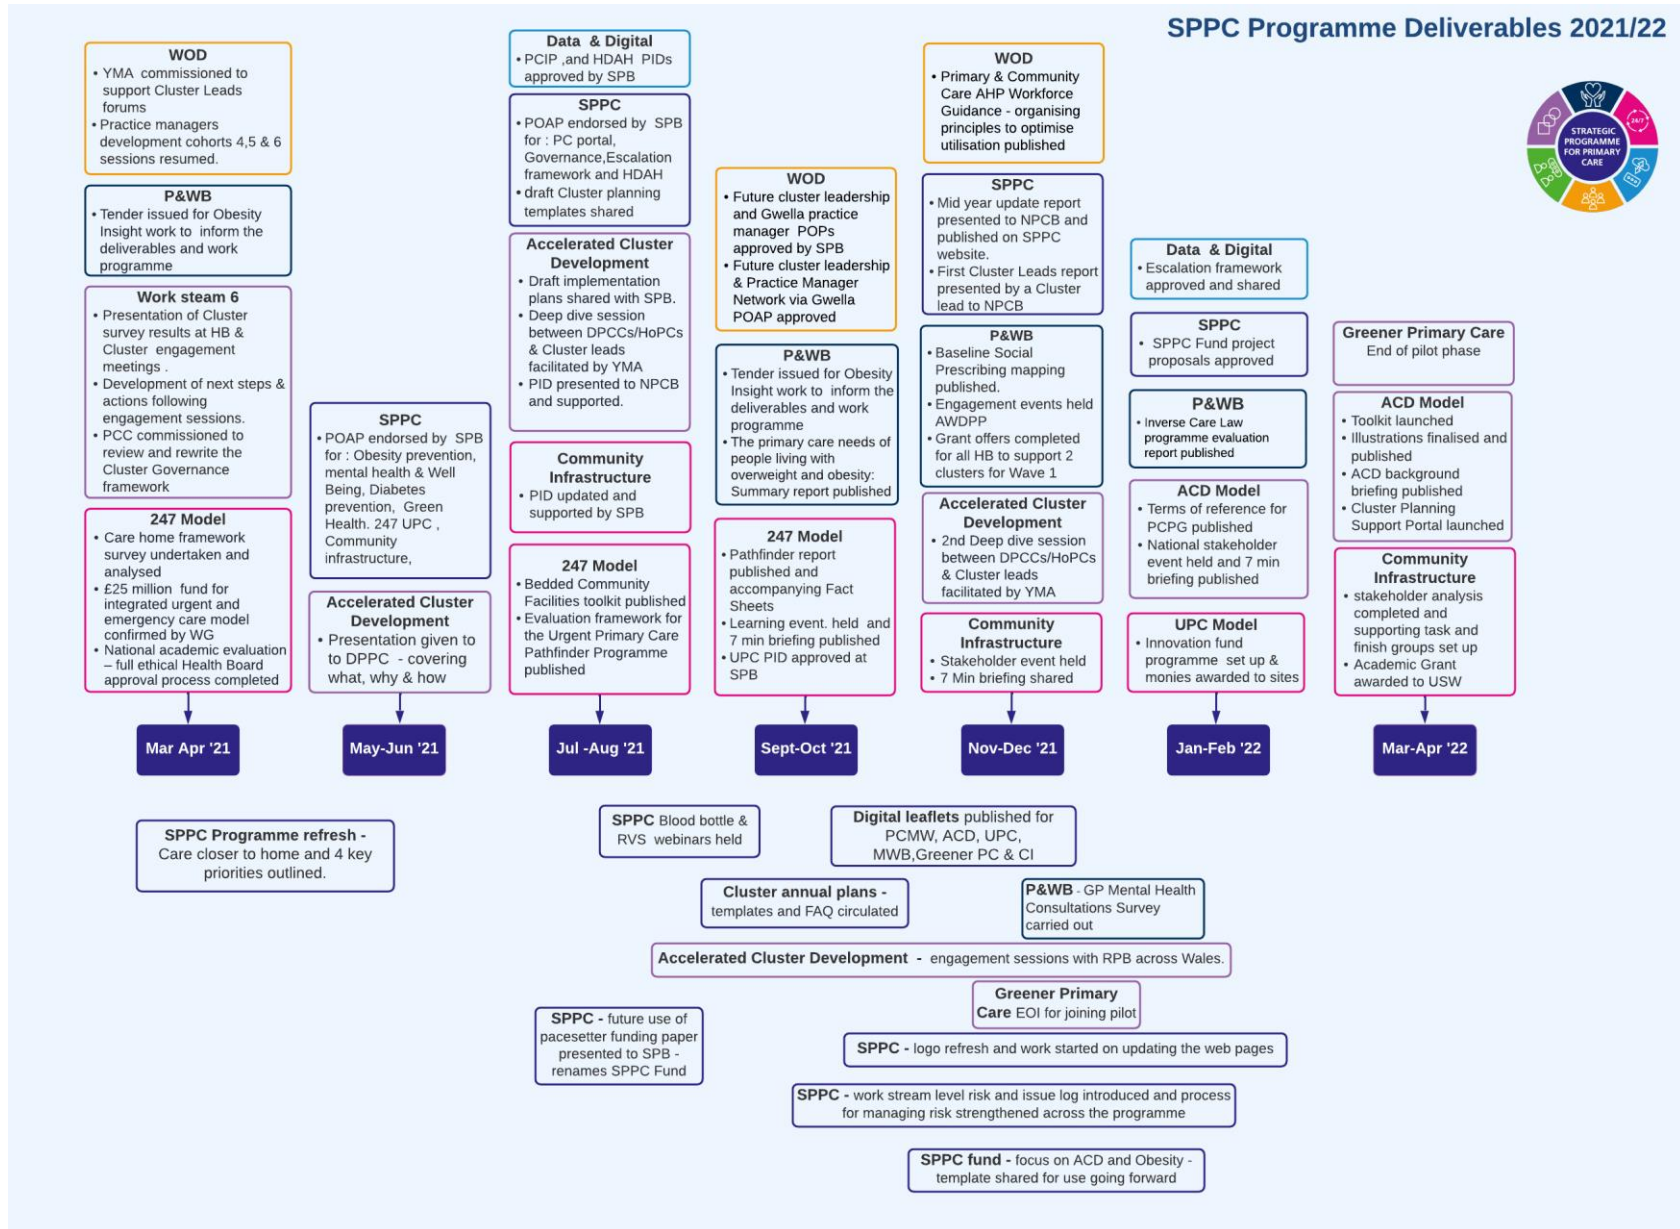 SPPC Programme Deliverables 2021/22
STRATEGIC
PROGRAMME
FOR PRIMARY
CARE
24/7
WOD
• YMA commissioned to
support Cluster Leads
forums
• Practice managers
development cohorts 4,5 & 6
sessions resumed.
P&WB
• Tender issued for Obesity
Insight work to inform the
deliverables and work
programme
Work steam 6
• Presentation of Cluster
survey results at HB &
Cluster engagement
meetings .
• Development of next steps &
actions following
engagement sessions.
• PCC commissioned to
review and rewrite the
Cluster Governance
framework
247 Model
• Care home framework
survey undertaken and
analysed
• £25 million fund for
integrated urgent and
emergency care model
confirmed by WG
• National academic evaluation
– full ethical Health Board
approval process completed
Mar Apr '21
SPPC
• POAP endorsed by SPB
for : Obesity prevention,
mental health & Well
Being, Diabetes
prevention, Green
Health. 247 UPC ,
Community
infrastructure,
Accelerated Cluster
Development
• Presentation given to
to DPPC - covering
what, why & how
May-Jun '21
Data & Digital
• PCIP ,and HDAH PIDs
approved by SPB
SPPC
• POAP endorsed by SPB
for : PC portal,
Governance,Escalation
framework and HDAH
• draft Cluster planning
templates shared
Accelerated Cluster
Development
• Draft implementation
plans shared with SPB.
• Deep dive session
between DPCCs/HoPCs
& Cluster leads
facilitated by YMA
• PID presented to NPCB
and supported.
Community
Infrastructure
• PID updated and
supported by SPB
247 Model
• Bedded Community
Facilities toolkit published
• Evaluation framework for
the Urgent Primary Care
Pathfinder Programme
published
Jul -Aug '21
WOD
• Future cluster leadership
and Gwella practice
manager POPs
approved by SPB
• Future cluster leadership
& Practice Manager
Network via Gwella
POAP approved
P&WB
• Tender issued for Obesity
Insight work to inform the
deliverables and work
programme
• The primary care needs of
people living with
overweight and obesity:
Summary report published
247 Model
• Pathfinder report
published and
accompanying Fact
Sheets
• Learning event. held and
7 min briefing published
• UPC PID approved at
SPB
Sept-Oct '21
WOD
• Primary & Community
Care AHP Workforce
Guidance - organising
principles to optimise
utilisation published
SPPC
• Mid year update report
presented to NPCB and
published on SPPC
website.
• First Cluster Leads report
presented by a Cluster
lead to NPCB
P&WB
• Baseline Social
Prescribing mapping
published.
• Engagement events held
AWDPP
• Grant offers completed
for all HB to support 2
clusters for Wave 1
Accelerated Cluster
Development
• 2nd Deep dive session
between DPCCs/HoPCs
& Cluster leads
facilitated by YMA
Community
Infrastructure
• Stakeholder event held
• 7 Min briefing shared
Nov-Dec '21
Data & Digital
• Escalation framework
approved and shared
SPPC
• SPPC Fund project
proposals approved
P&WB
• Inverse Care Law
programme evaluation
report published
ACD Model
• Terms of reference for
PCPG published
• National stakeholder
event held and 7 min
briefing published
UPC Model
• Innovation fund
programme set up &
monies awarded to sites
Jan-Feb '22
Greener Primary Care
End of pilot phase
ACD Model
• Toolkit launched
• Illustrations finalised and
published
• ACD background
briefing published
• Cluster Planning
Support Portal launched
Community
Infrastructure
• stakeholder analysis
completed and
supporting task and
finish groups set up
• Academic Grant
awarded to USW
Mar-Apr '22
SPPC Programme refresh -
Care closer to home and 4 key
priorities outlined.
SPPC Blood bottle &
RVS webinars held
Digital leaflets published for
PCMW, ACD, UPC,
MWB,Greener PC & CI
Cluster annual plans -
templates and FAQ circulated
P&WB - GP Mental Health
Consultations Survey
carried out
Accelerated Cluster Development - engagement sessions with RPB across Wales.
Greener Primary
Care EOI for joining pilot
SPPC - future use of
pacesetter funding paper
presented to SPB -
renames SPPC Fund
SPPC - logo refresh and work started on updating the web pages
SPPC - work stream level risk and issue log introduced and process
for managing risk strengthened across the programme
SPPC fund - focus on ACD and Obesity -
template shared for use going forward